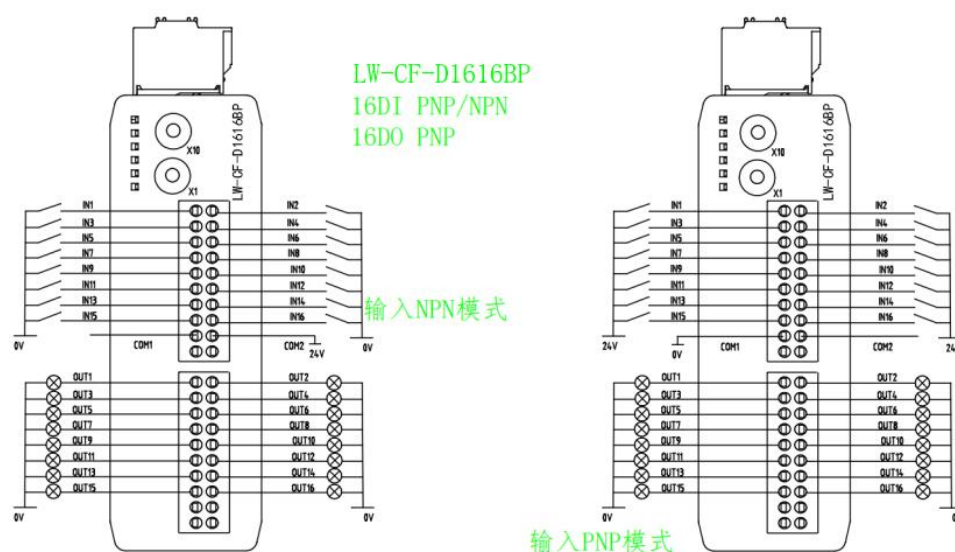 LW-CF-D1616BP
16DI PNP/NPN
16DO PNP
LW-CF-D1616BP
X10
X1
IN1 IN2
IN3 IN4
IN5 IN6
IN7 IN8
IN9 IN10
IN11 IN12
IN13 IN14
IN15 IN16
0V COM1 COM2 24V 0V
输入NPN模式
OUT1 OUT2
OUT3 OUT4
OUT5 OUT6
OUT7 OUT8
OUT9 OUT10
OUT11 OUT12
OUT13 OUT14
OUT15 OUT16
0V 0V
LW-CF-D1616BP
X10
X1
IN1 IN2
IN3 IN4
IN5 IN6
IN7 IN8
IN9 IN10
IN11 IN12
IN13 IN14
IN15 IN16
24V 0V COM1 COM2 24
OUT1 OUT2
OUT3 OUT4
OUT5 OUT6
OUT7 OUT8
OUT9 OUT10
OUT11 OUT12
OUT13 OUT14
OUT15 OUT16
0V
输入PNP模式